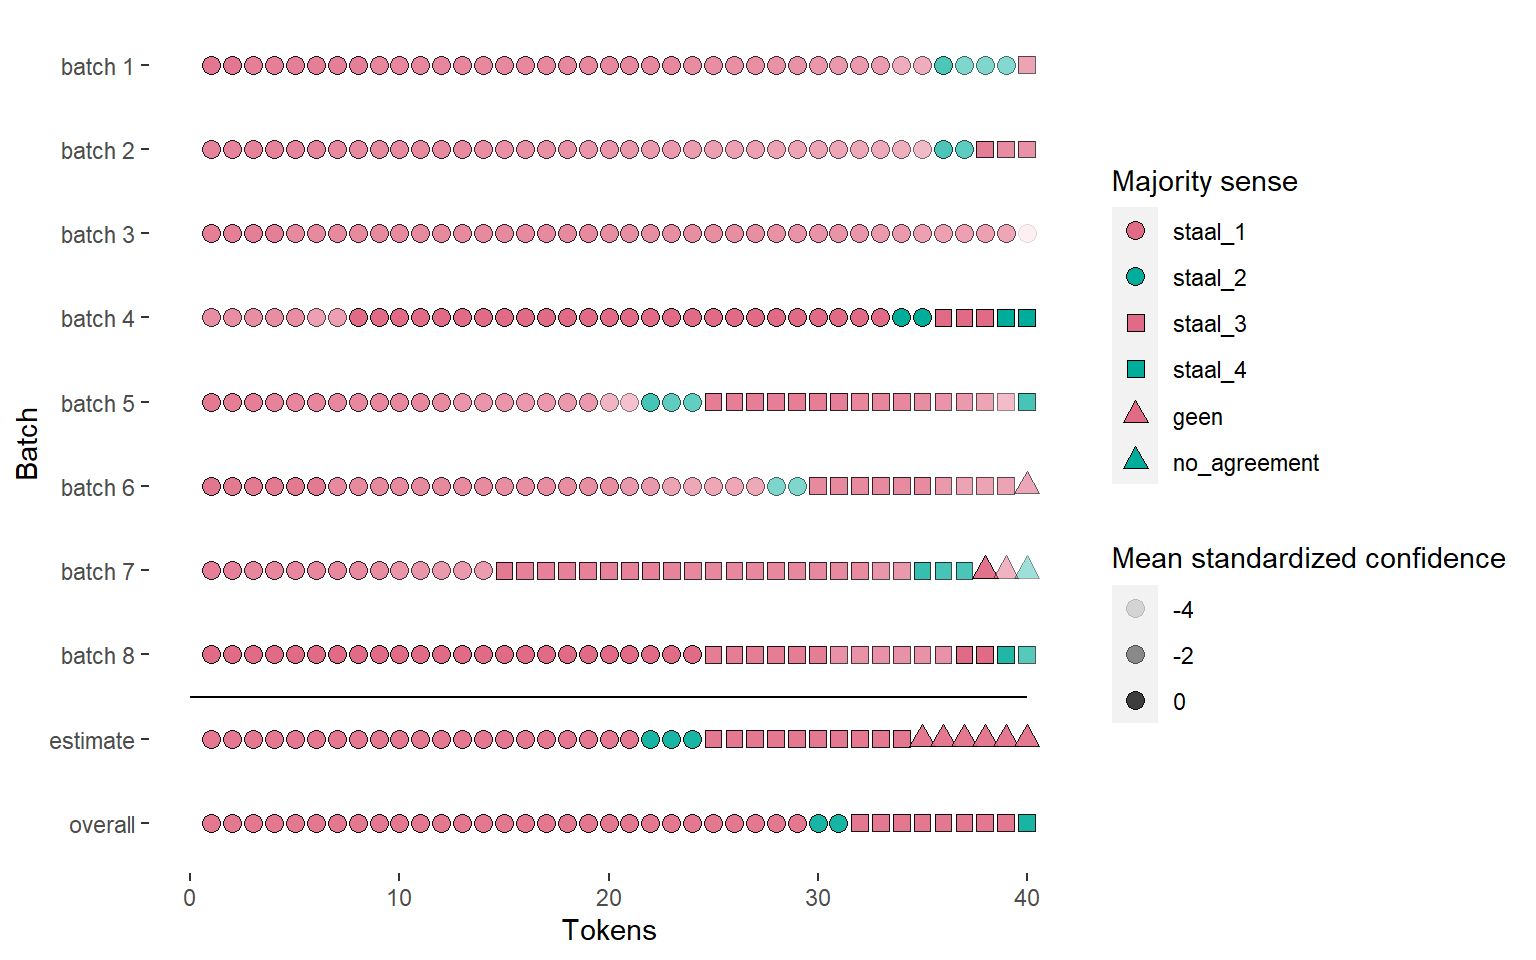 batch 1
batch 2
batch 3
batch 4
batch 5
batch 6
batch 7
batch 8
estimate
overall
Batch
0 10 20 30 40
Tokens
Majority sense
staal_1
staal_2
staal_3
staal_4
geen
no_agreement
Mean standardized confidence
-4
-2
0